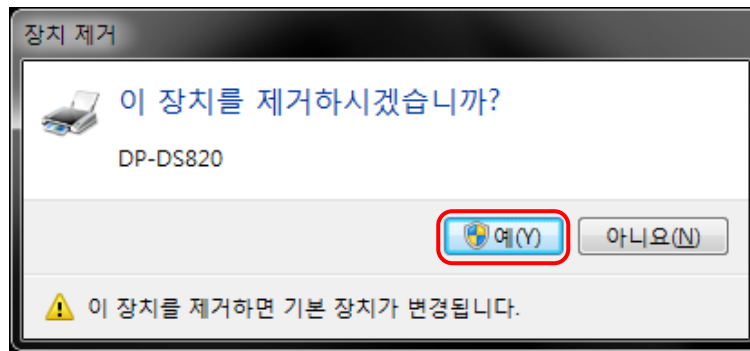 장치 제거
이 장치를 제거하시겠습니까?
DP-DS820
예(Y)
아니요(N)
이 장치를 제거하면 기본 장치가 변경됩니다.